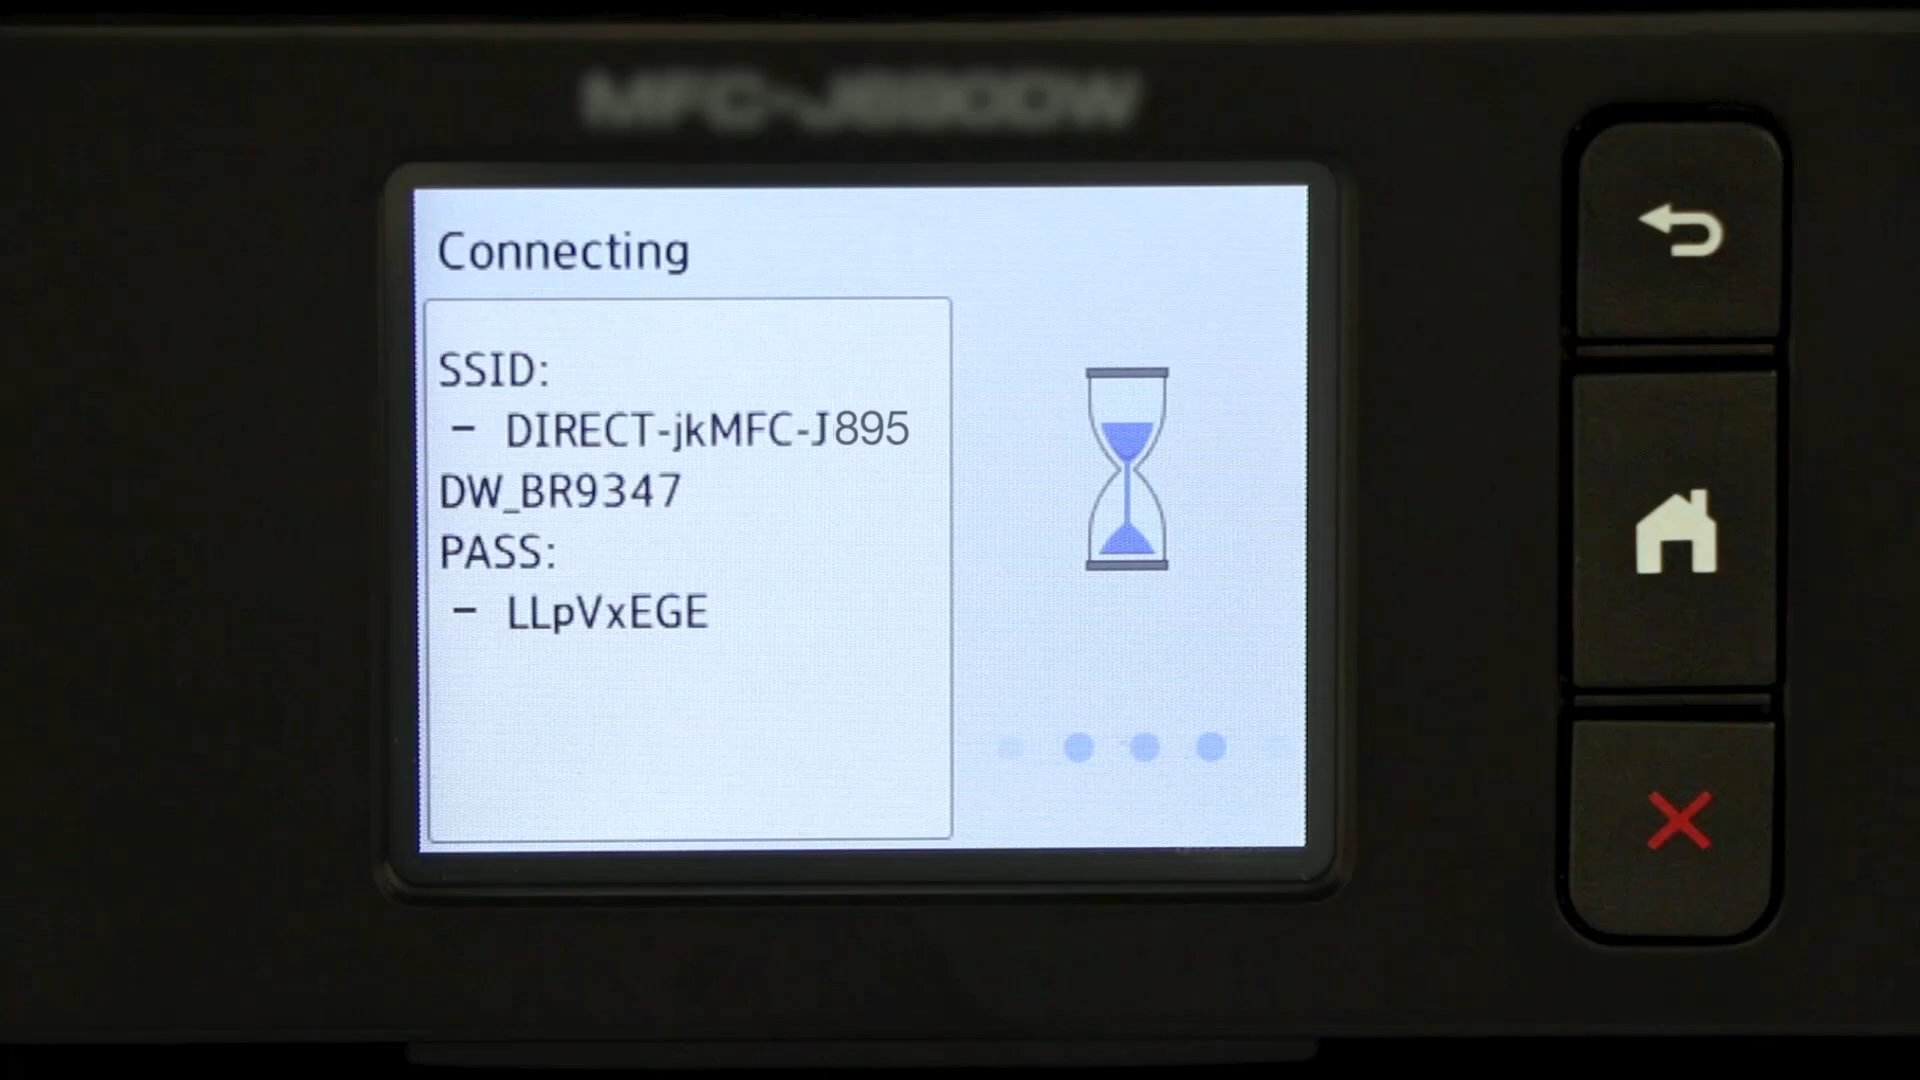 Connecting
SSID:
– DIRECT-jkMFC-J895
DW_BR9347
PASS:
– LLpVxEGE